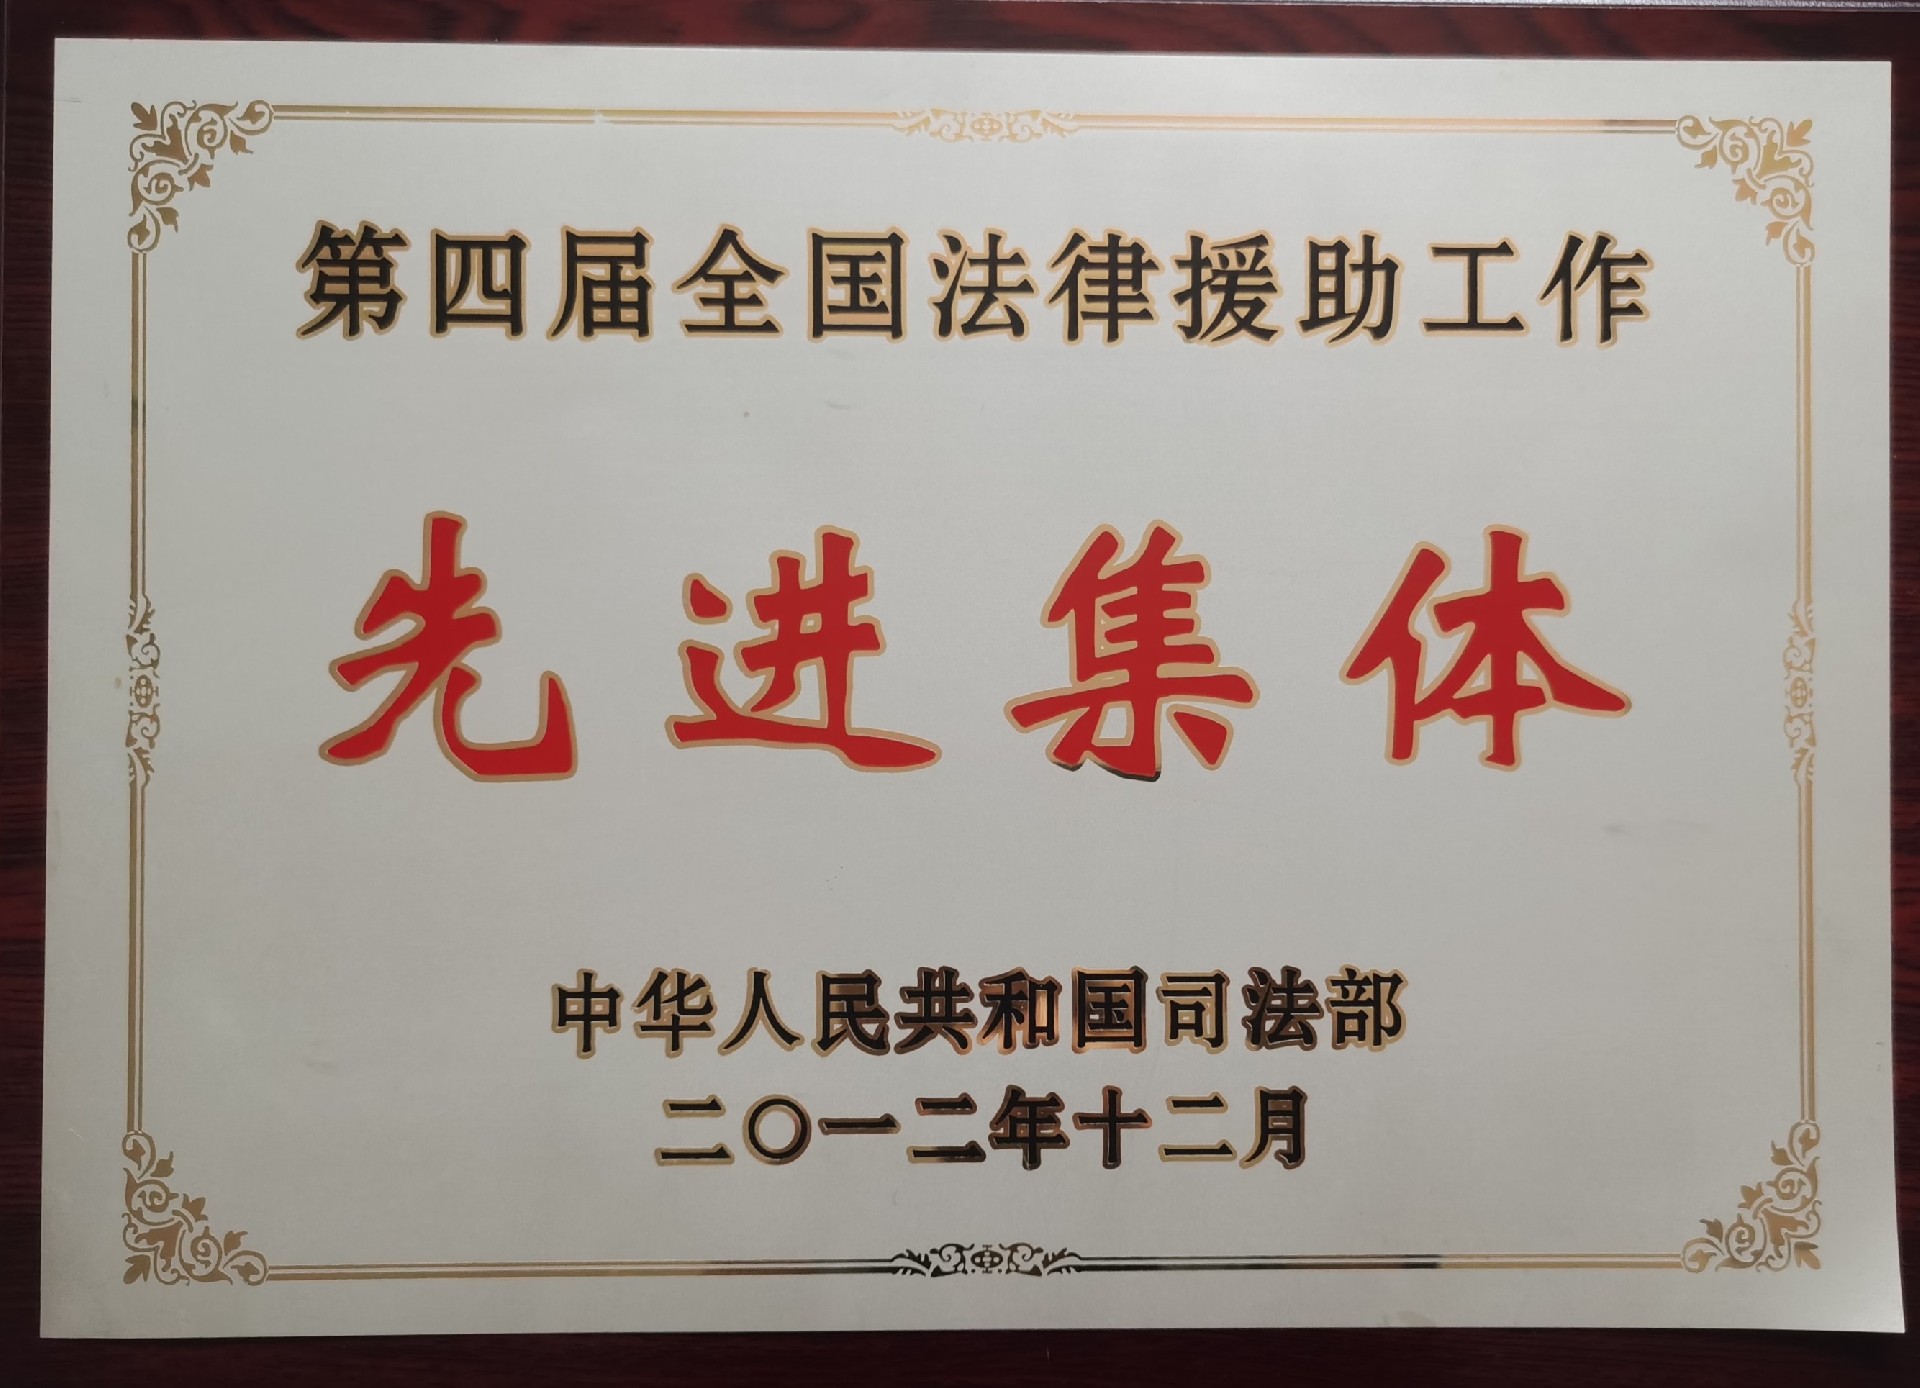 第四届全国法律援助工作
先进集体
中华人民共和国司法部
二〇一二年十二月